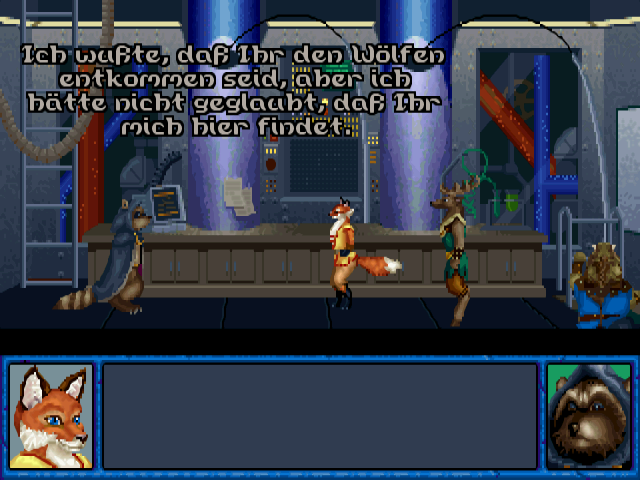 Ich wußte, daß Ihr den Wölfen
entkommen seid, aber ich
hätte nicht geglaubt, daß Ihr
mich hier findet.